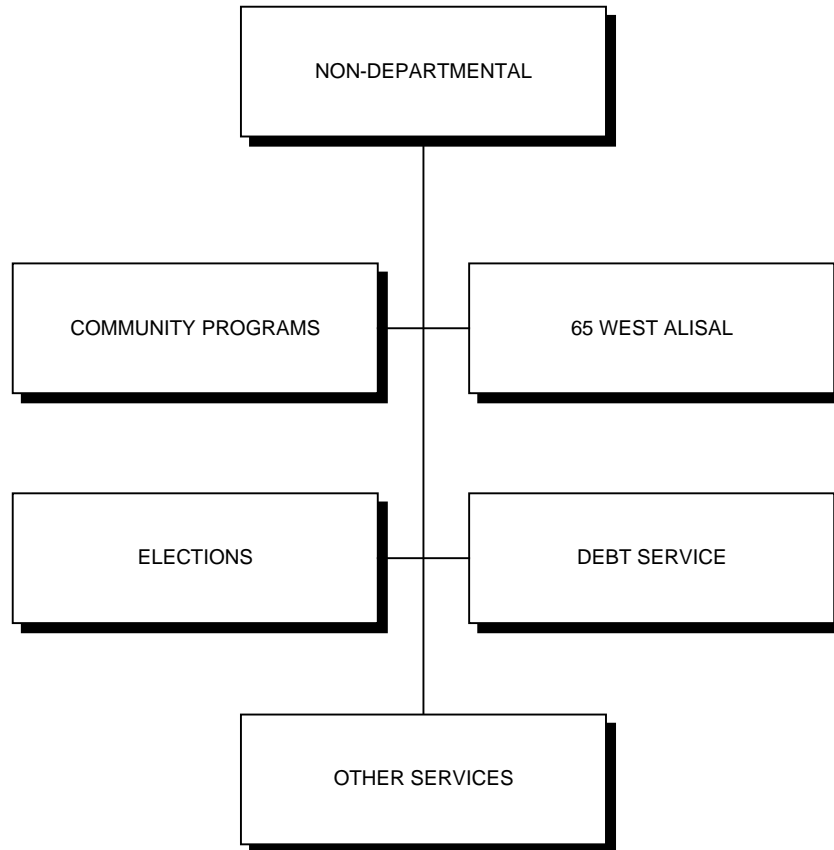 NON-DEPARTMENTAL
COMMUNITY PROGRAMS
65 WEST ALISAL
ELECTIONS
DEBT SERVICE
OTHER SERVICES